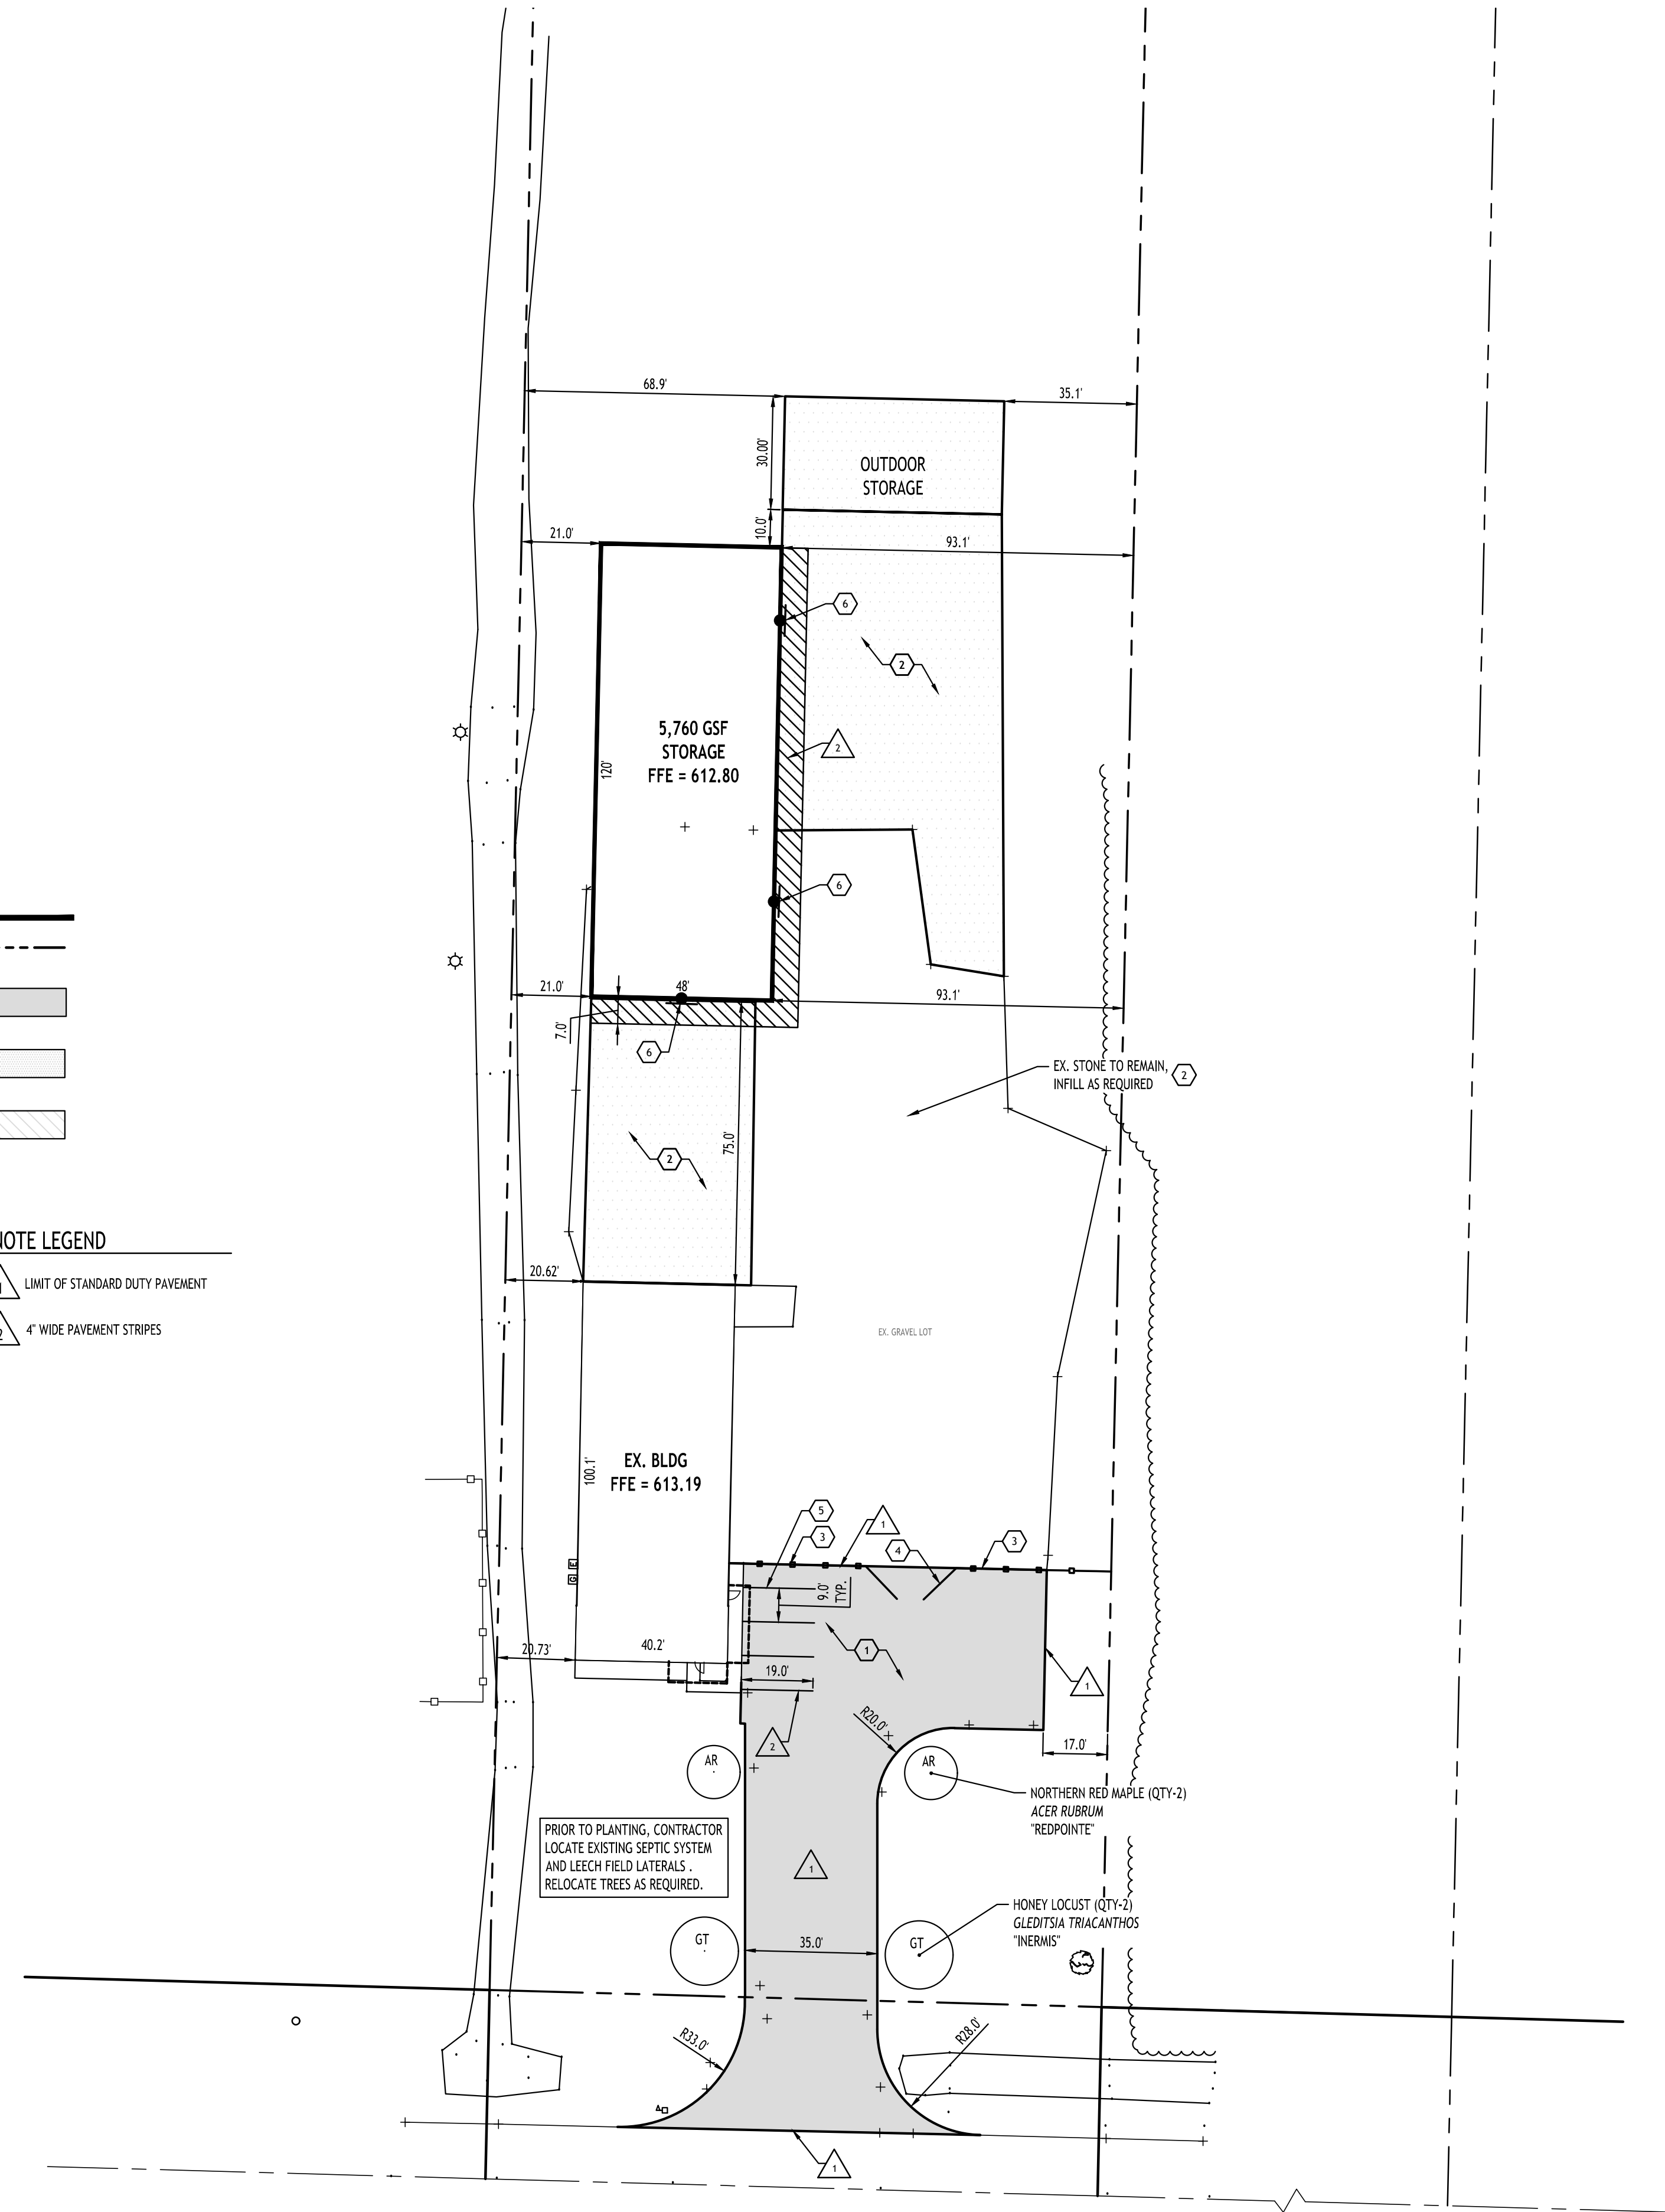 68.9'
35.1'
30.00'
OUTDOOR
STORAGE
10.0'
21.0'
93.1'
6
2
5,760 GSF
STORAGE
FFE = 612.80
2
120'
6
48'
21.0'
93.1'
7.0'
6
EX. STONE TO REMAIN,
INFILL AS REQUIRED
2
75.0'
2
NOTE LEGEND
1
LIMIT OF STANDARD DUTY PAVEMENT
2
4" WIDE PAVEMENT STRIPES
20.62'
EX. GRAVEL LOT
EX. BLDG
FFE = 613.19
100.1'
5
3
1
4
3
E
G
9.0'
TYP.
1
20.73'
40.2'
19.0'
1
2
R20.0'
17.0'
AR
AR
NORTHERN RED MAPLE (QTY-2)
ACER RUBRUM
"REDPOINTE"
PRIOR TO PLANTING, CONTRACTOR
LOCATE EXISTING SEPTIC SYSTEM
AND LEECH FIELD LATERALS .
RELOCATE TREES AS REQUIRED.
1
HONEY LOCUST (QTY-2)
GLEDITSIA TRIACANTHOS
"INERMIS"
GT
35.0'
GT
R33.0'
R28.0'
1